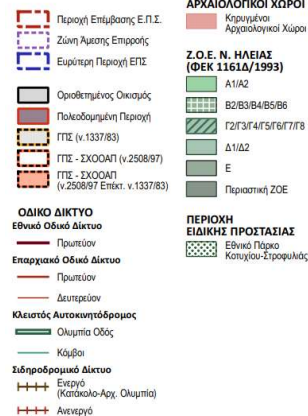 Περιοχή Επέμβασης Ε.Π.Σ.
Ζώνη Άμεσης Επιρροής
Ευρύτερη Περιοχή ΕΠΣ
Οριοθετημένος Οικισμός
Πολεοδομημένη Περιοχή
ΓΠΣ (ν.1337/83)
ΓΠΣ - ΣΧΟΟΑΠ (ν.2508/97)
ΓΠΣ - ΣΧΟΟΑΠ
(ν.2508/97 Επέκτ. ν.1337/83)
ΟΔΙΚΟ ΔΙΚΤΥΟ
Εθνικό Οδικό Δίκτυο
Πρωτεύον
Επαρχιακό Οδικό Δίκτυο
Πρωτεύον
Δευτερεύον
Κλειστός Αυτοκινητόδρομος
Ολυμπία Οδός
Κόμβοι
Σιδηροδρομικό Δίκτυο
Ενεργό
(Κατάκολο-Αρχ. Ολυμπία)
Ανενεργό
ΑΡΧΑΙΟΛΟΓΙΚΟΙ ΧΩΡΟΙ
Κηρυγμένοι
Αρχαιολογικοί Χώροι
Ζ.Ο.Ε. Ν. ΗΛΕΙΑΣ
(ΦΕΚ 1161Δ/1993)
Α1/Α2
Β2/Β3/Β4/Β5/Β6
Γ2/Γ3/Γ4/Γ5/Γ6/Γ7/Γ8
Δ1/Δ2
Ε
Περιαστική ΖΟΕ
ΠΕΡΙΟΧΗ
ΕΙΔΙΚΗΣ ΠΡΟΣΤΑΣΙΑΣ
Εθνικό Πάρκο
Κοτυχίου-Στροφυλιάς